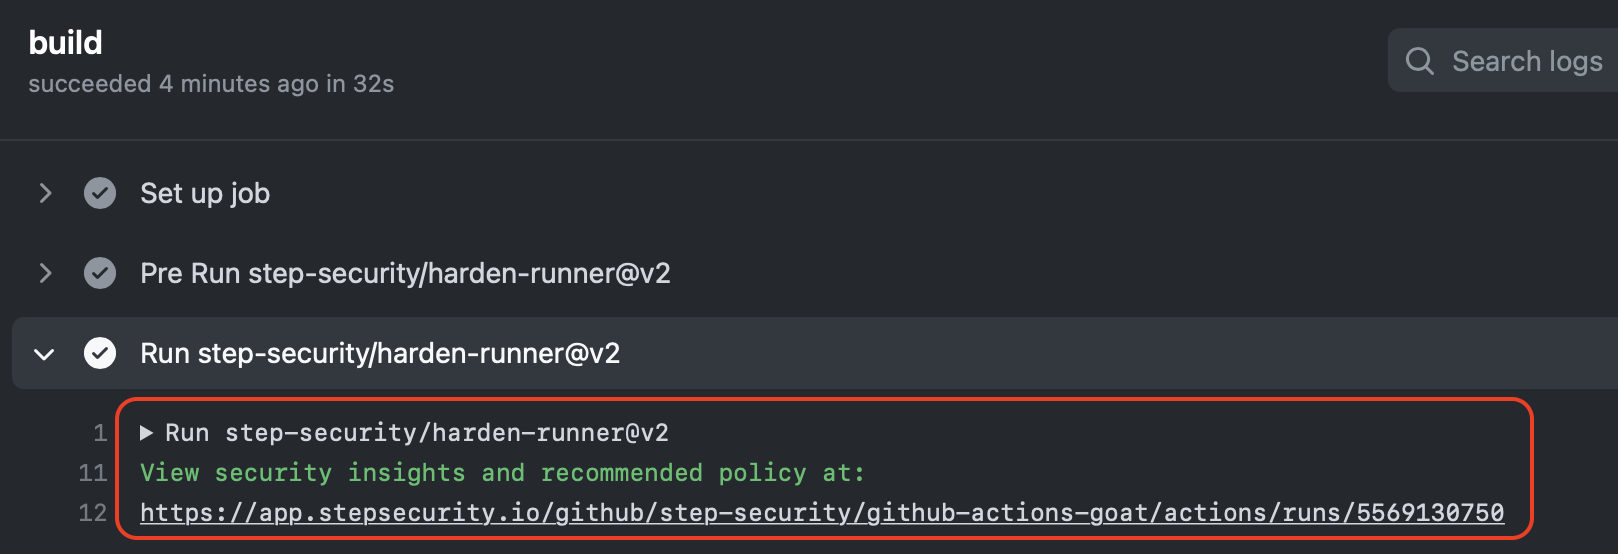 build
succeeded 4 minutes ago in 32s
Search logs
Set up job
Pre Run step-security/harden-runner@v2
Run step-security/harden-runner@v2
1 Run step-security/harden-runner@v2
11 View security insights and recommended policy at:
12 https://app.stepsecurity.io/github/step-security/github-actions-goat/actions/runs/5569130750